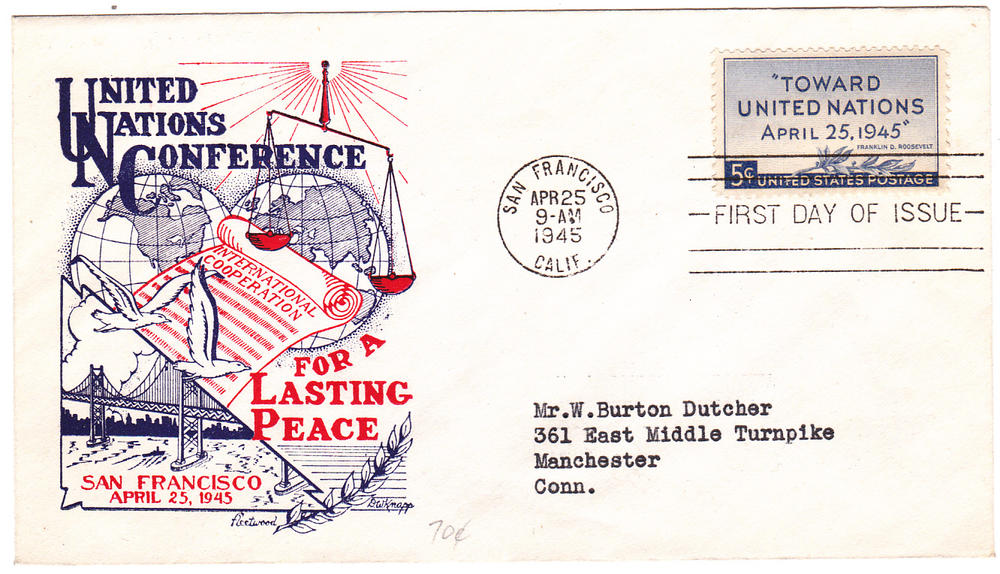 UNITED
NATIONS
CONFERENCE
INTERNATIONAL
COOPERATION
FOR A
LASTING
PEACE
SAN FRANCISCO
APRIL 25, 1945
Fleetwood
B.W.Knapp
70¢
SAN FRANCISCO
APR 25
9-AM
1945
CALIF.
"TOWARD
UNITED NATIONS
APRIL 25, 1945"
FRANKLIN D. ROOSEVELT
5¢ UNITED STATES POSTAGE
—FIRST DAY OF ISSUE—
Mr.W.Burton Dutcher
361 East Middle Turnpike
Manchester
Conn.